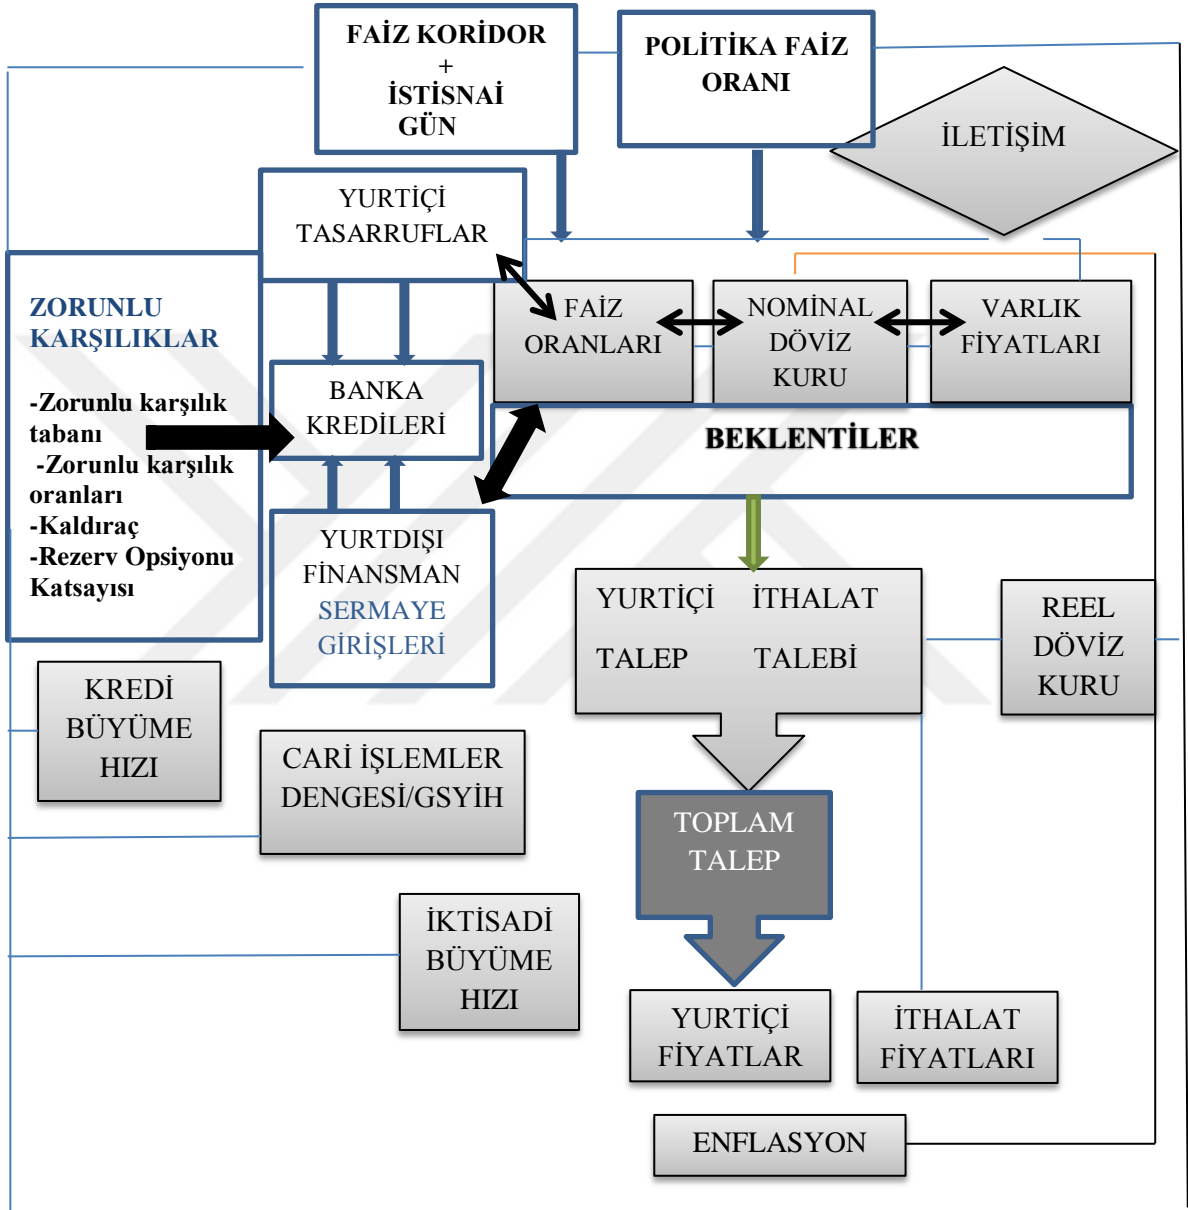 FAİZ KORİDOR
+
İSTİSNAİ
GÜN
POLİTİKA FAİZ
ORANI
İLETİŞİM
YURTİÇİ
TASARRUFLAR
ZORUNLU
KARŞILIKLAR
-Zorunlu karşılık
tabanı
-Zorunlu karşılık
oranları
-Kaldıraç
-Rezerv Opsiyonu
Katsayısı
FAİZ
ORANLARI
NOMİNAL
DÖVİZ
KURU
VARLIK
FİYATLARI
BANKA
KREDİLERİ
BEKLENTİLER
YURTDIŞI
FİNANSMAN
SERMAYE
GİRİŞLERİ
YURTİÇİ İTHALAT
TALEP TALEBİ
REEL
DÖVİZ
KURU
KREDİ
BÜYÜME
HIZI
CARİ İŞLEMLER
DENGESİ/GSYİH
TOPLAM
TALEP
İKTİSADİ
BÜYÜME
HIZI
YURTİÇİ
FİYATLAR
İTHALAT
FİYATLARI
ENFLASYON